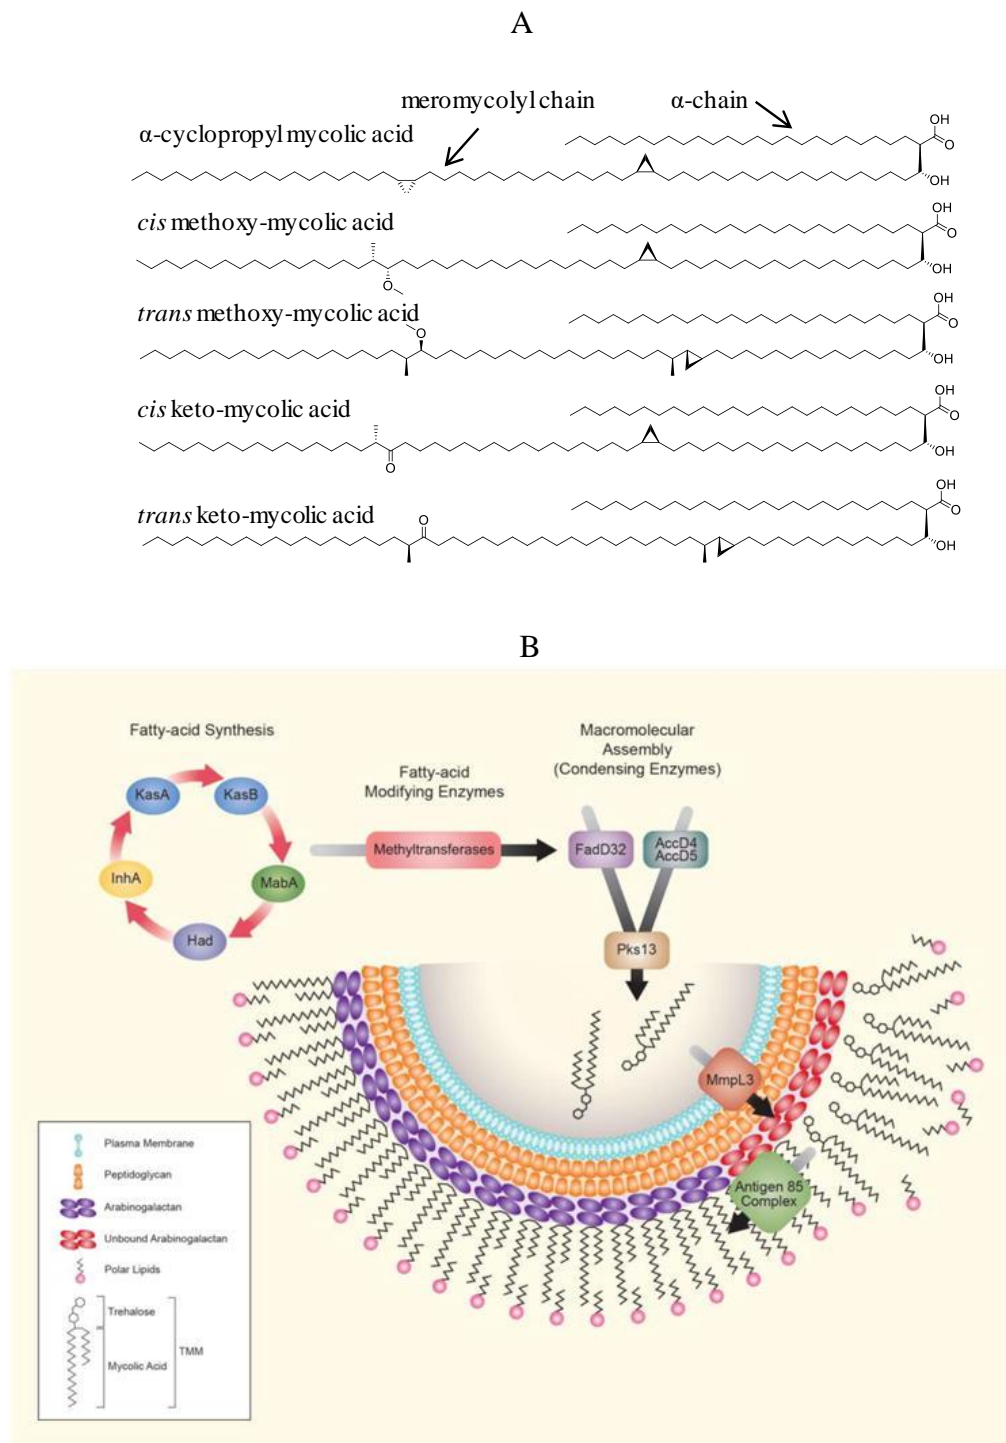 A
meromycolyl chain
α-chain
α-cyclopropyl mycolic acid
OH
O
OH
cis methoxy-mycolic acid
OH
O
OH
O
trans methoxy-mycolic acid
OH
O
O
OH
cis keto-mycolic acid
OH
O
OH
O
trans keto-mycolic acid
OH
O
O
OH
B
Fatty-acid Synthesis
KasA
KasB
InhA
MabA
Had
Fatty-acid
Modifying Enzymes
Methyltransferases
Macromolecular
Assembly
(Condensing Enzymes)
FadD32
AccD4
AccD5
Pks13
MmpL3
Antigen 85
Complex
Plasma Membrane
Peptidoglycan
Arabinogalactan
Unbound Arabinogalactan
Polar Lipids
Trehalose
Mycolic Acid
TMM